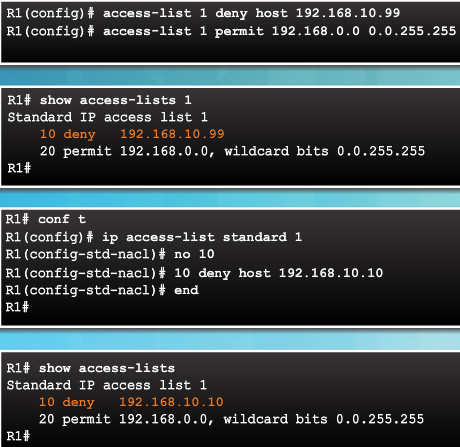 R1(config)# access-list 1 deny host 192.168.10.99
R1(config)# access-list 1 permit 192.168.0.0 0.0.255.255
R1# show access-lists 1
Standard IP access list 1
    10 deny   192.168.10.99
    20 permit 192.168.0.0, wildcard bits 0.0.255.255
R1#
R1# conf t
R1(config)# ip access-list standard 1
R1(config-std-nacl)# no 10
R1(config-std-nacl)# 10 deny host 192.168.10.10
R1(config-std-nacl)# end
R1#
R1# show access-lists
Standard IP access list 1
    10 deny   192.168.10.10
    20 permit 192.168.0.0, wildcard bits 0.0.255.255
R1#